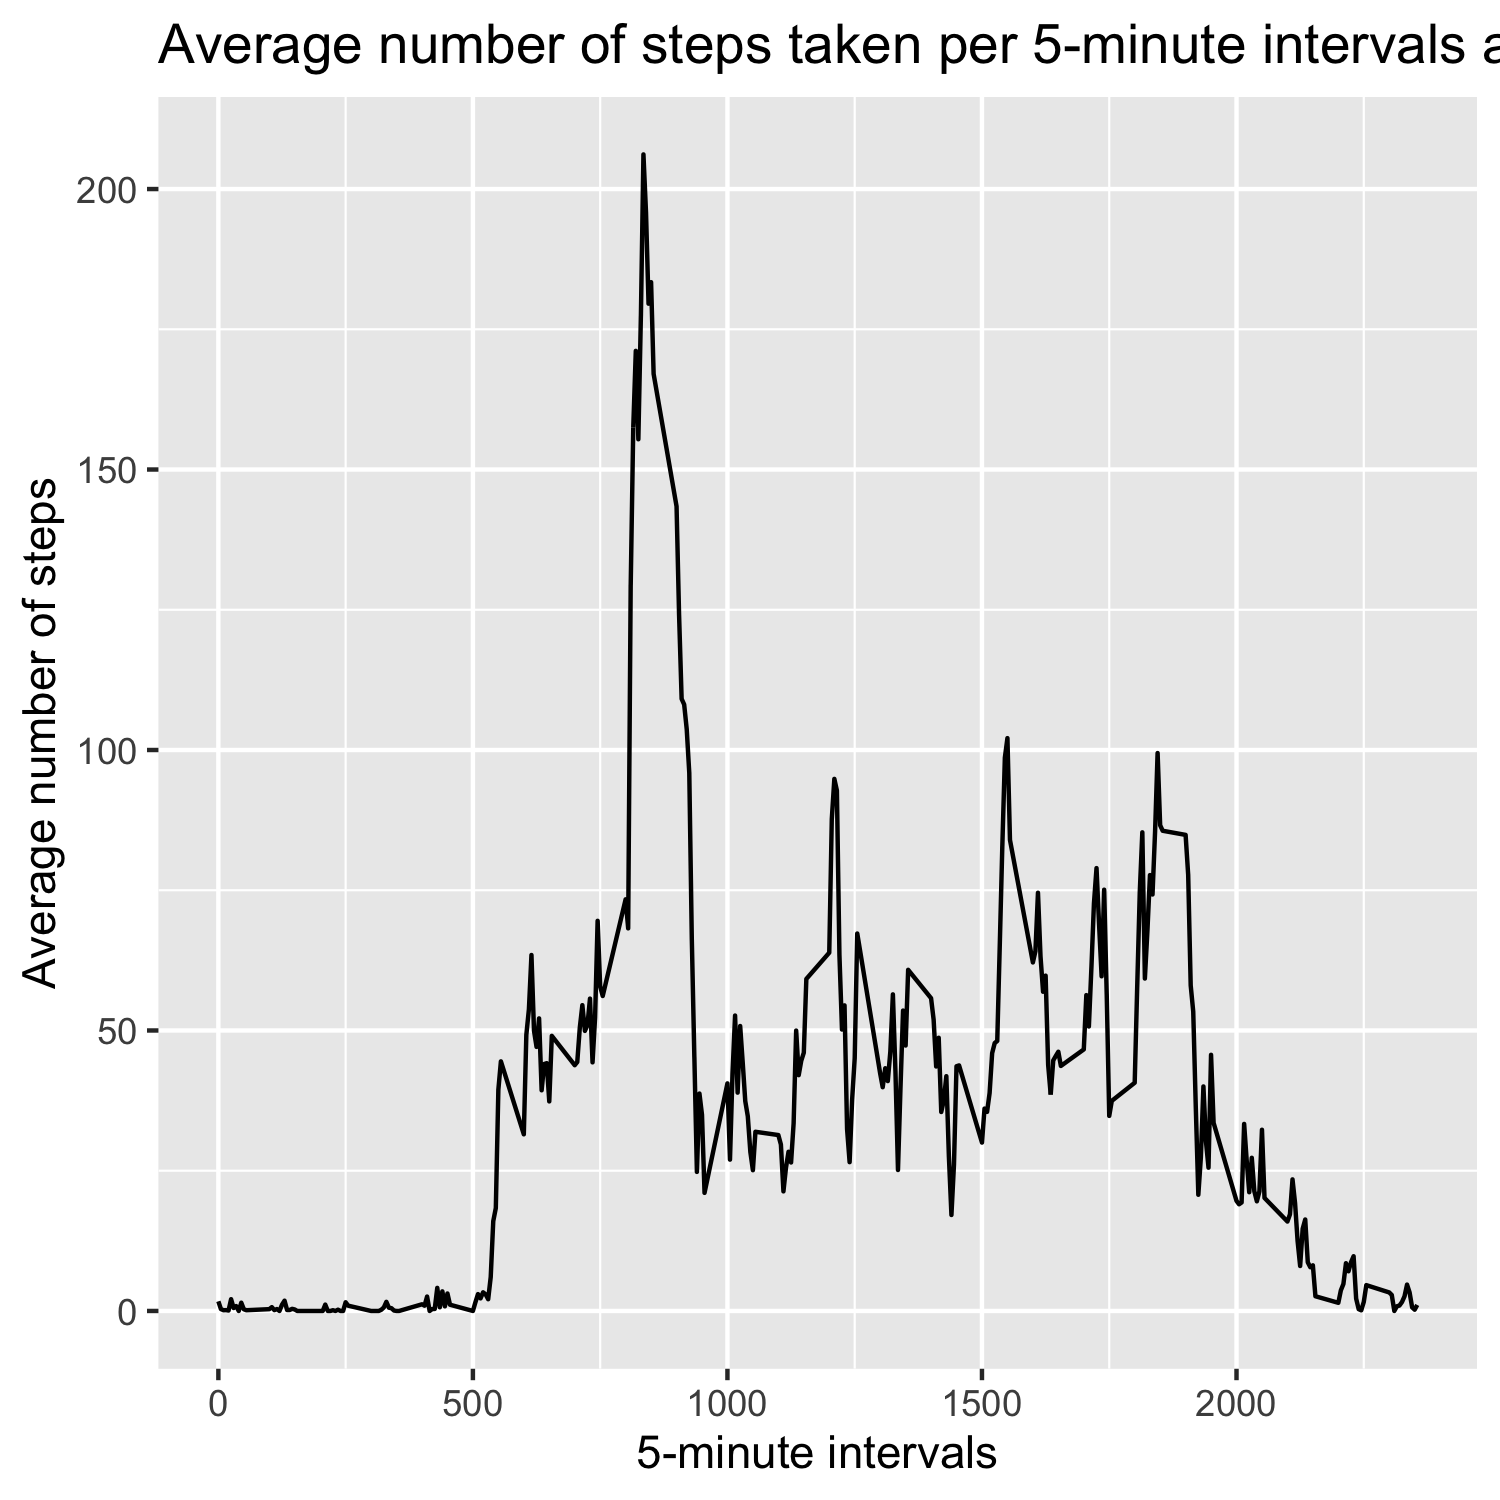 Average number of steps taken per 5-minute intervals a
200
150
100
50
0
Average number of steps
0 500 1000 1500 2000
5-minute intervals